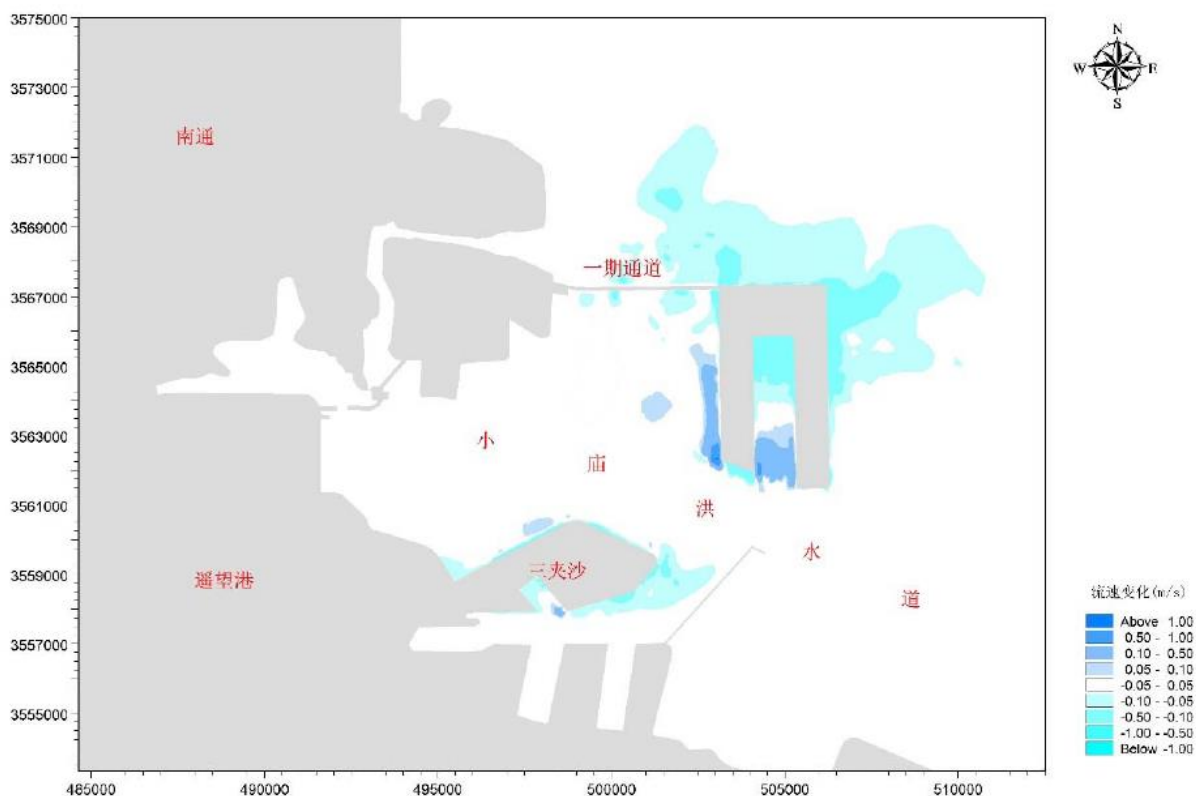 3575000
3573000
3571000
3569000
3567000
3565000
3563000
3561000
3559000
3557000
3555000
485000
490000
495000
500000
505000
510000
N
W
E
S
南通
一期通道
小
庙
洪
水
道
三夹沙
遥望港
流速变化(m/s)
Above 1.00
0.50 - 1.00
0.10 - 0.50
0.05 - 0.10
-0.05 - 0.05
-0.10 - -0.05
-0.50 - -0.10
-1.00 - -0.50
Below -1.00